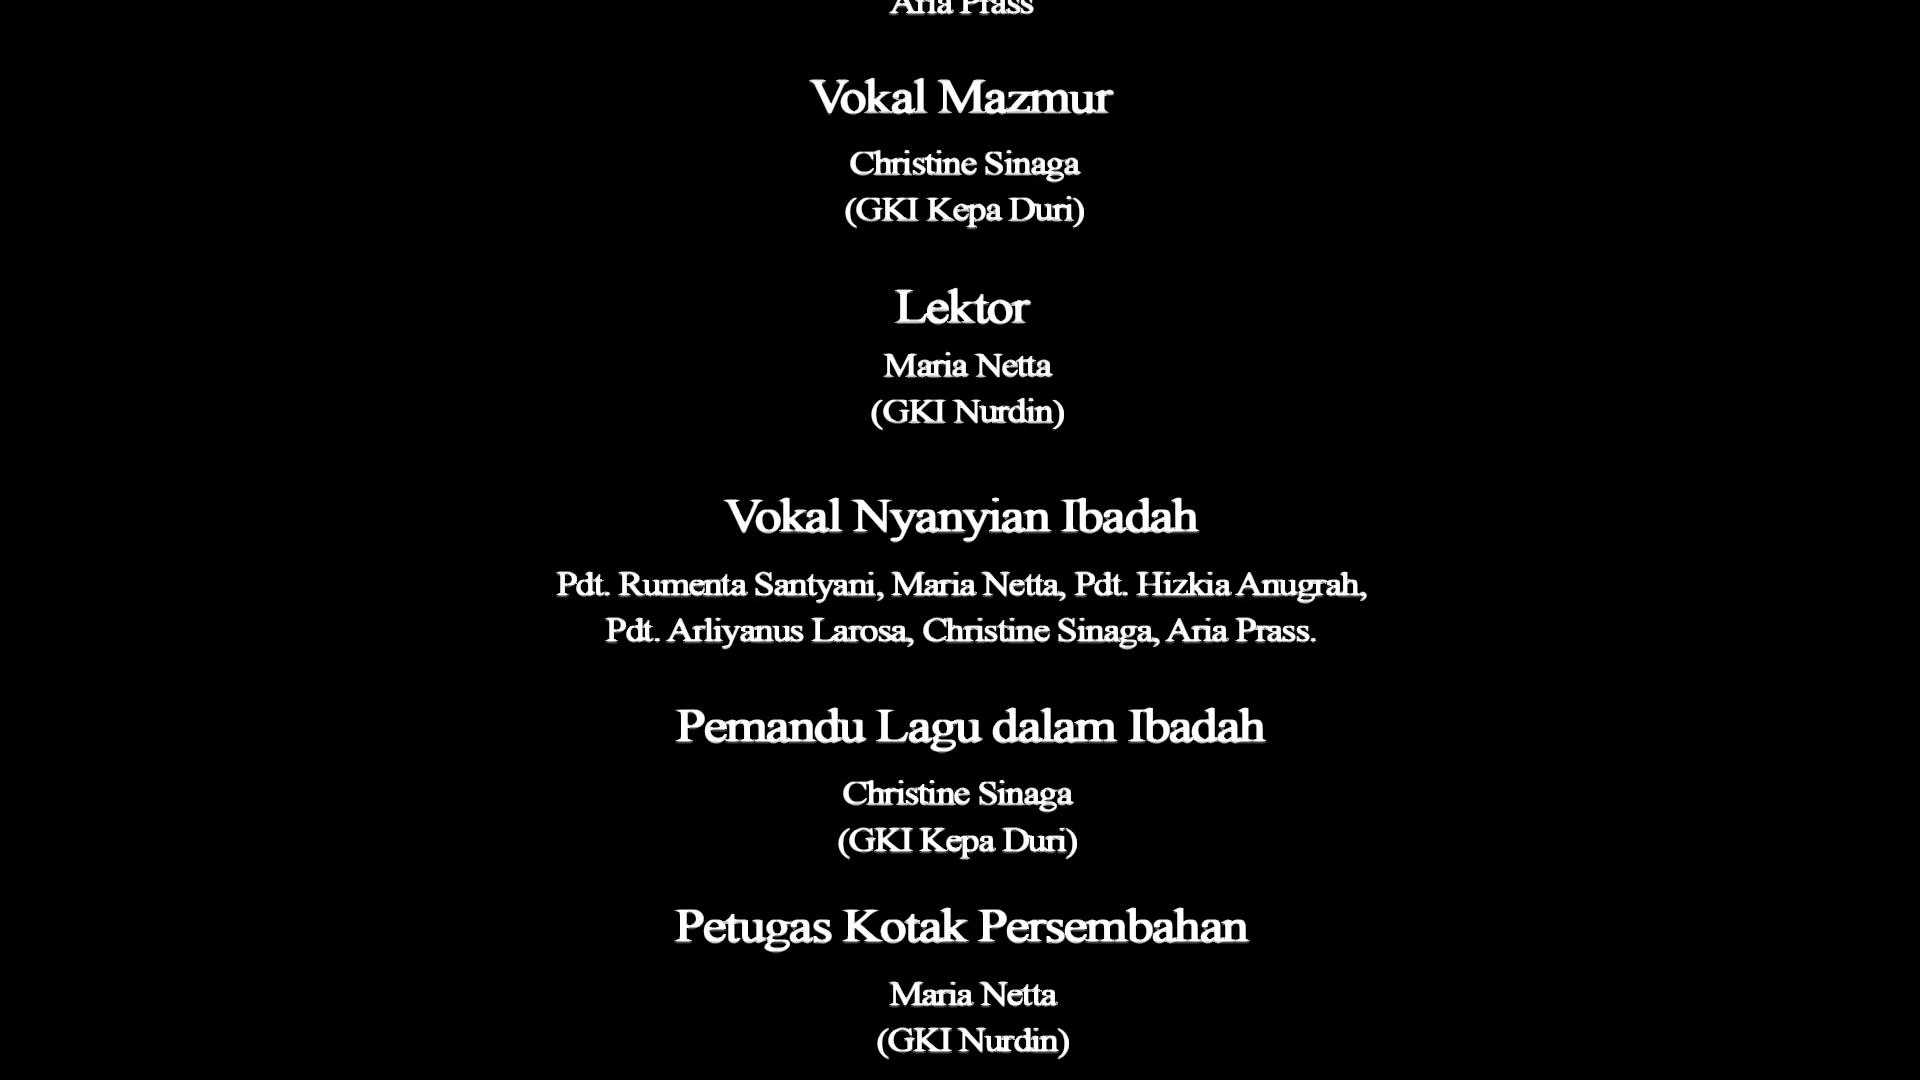 Aria Prass
Vokal Mazmur
Christine Sinaga
(GKI Kepa Duri)
Lektor
Maria Netta
(GKI Nurdin)
Vokal Nyanyian Ibadah
Pdt. Rumenta Santyani, Maria Netta, Pdt. Hizkia Anugrah,
Pdt. Arliyanus Larosa, Christine Sinaga, Aria Prass.
Pemandu Lagu dalam Ibadah
Christine Sinaga
(GKI Kepa Duri)
Petugas Kotak Persembahan
Maria Netta
(GKI Nurdin)